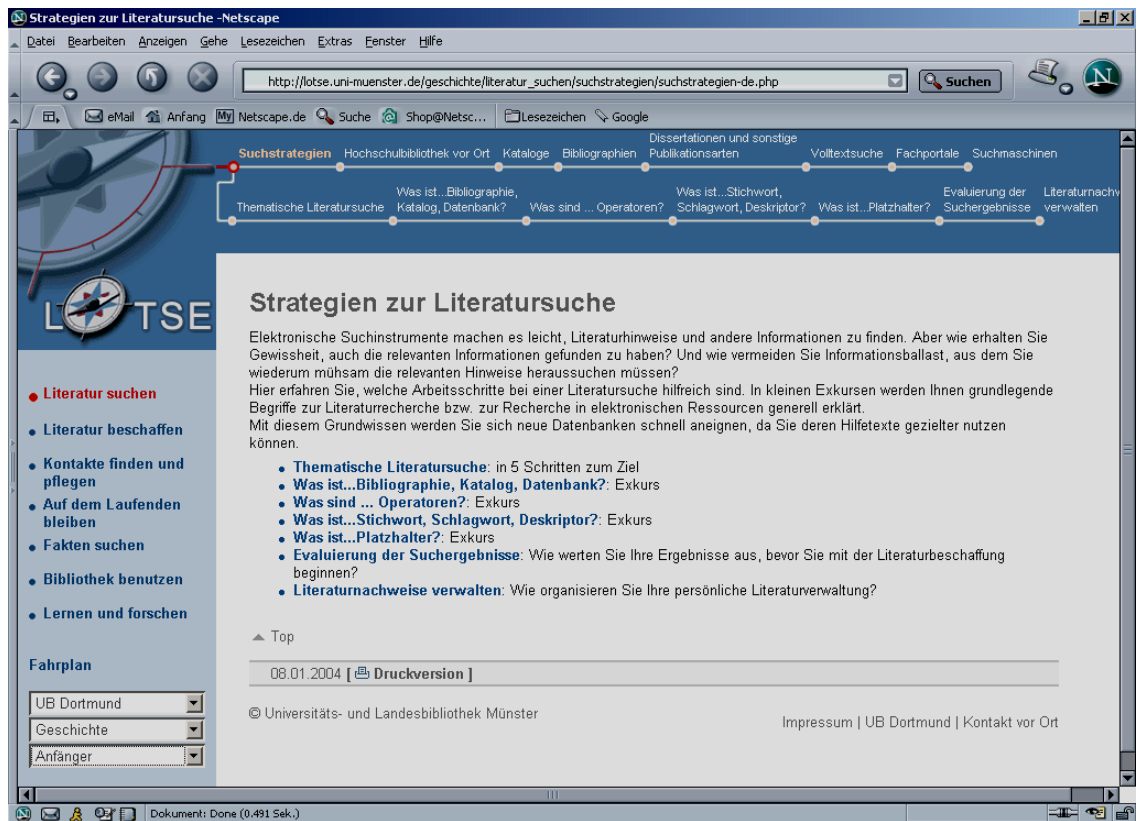 Strategien zur Literatursuche -Netscape
Datei Bearbeiten Anzeigen Gehe Lesezeichen Extras Fenster Hilfe
http://lotse.uni-muenster.de/geschichte/literatur_suchen/suchstrategien/suchstrategien-de.php Suchen N
eMail Anfang My Netscape.de Suche Shop@Netsc... Lesezeichen Google
Dissertationen und sonstige
Suchstrategien Hochschulbibliothek vor Ort Kataloge Bibliographien Publikationsarten Volltextsuche Fachportale Suchmaschinen
Was ist...Bibliographie, Was ist...Stichwort, Evaluierung der Literaturnachw
Thematische Literatursuche Katalog, Datenbank? Was sind ... Operatoren? Schlagwort, Deskriptor? Was ist...Platzhalter? Suchergebnisse verwalten
LOTSE
Literatur suchen
Literatur beschaffen
Kontakte finden und
pflegen
Auf dem Laufenden
bleiben
Fakten suchen
Bibliothek benutzen
Lernen und forschen
Fahrplan
UB Dortmund
Geschichte
Anfänger
Strategien zur Literatursuche
Elektronische Suchinstrumente machen es leicht, Literaturhinweise und andere Informationen zu finden. Aber wie erhalten Sie
Gewissheit, auch die relevanten Informationen gefunden zu haben? Und wie vermeiden Sie Informationsballast, aus dem Sie
wiederum mühsam die relevanten Hinweise heraussuchen müssen?
Hier erfahren Sie, welche Arbeitsschritte bei einer Literatursuche hilfreich sind. In kleinen Exkursen werden Ihnen grundlegende
Begriffe zur Literaturrecherche bzw. zur Recherche in elektronischen Ressourcen generell erklärt.
Mit diesem Grundwissen werden Sie sich neue Datenbanken schnell aneignen, da Sie deren Hilfetexte gezielter nutzen
können.
Thematische Literatursuche: in 5 Schritten zum Ziel
Was ist...Bibliographie, Katalog, Datenbank?: Exkurs
Was sind ... Operatoren?: Exkurs
Was ist...Stichwort, Schlagwort, Deskriptor?: Exkurs
Was ist...Platzhalter?: Exkurs
Evaluierung der Suchergebnisse: Wie werten Sie Ihre Ergebnisse aus, bevor Sie mit der Literaturbeschaffung
beginnen?
Literaturnachweise verwalten: Wie organisieren Sie Ihre persönliche Literaturverwaltung?
Top
08.01.2004 [ Druckversion ]
© Universitäts- und Landesbibliothek Münster
Impressum | UB Dortmund | Kontakt vor Ort
Dokument: Done (0.491 Sek.)